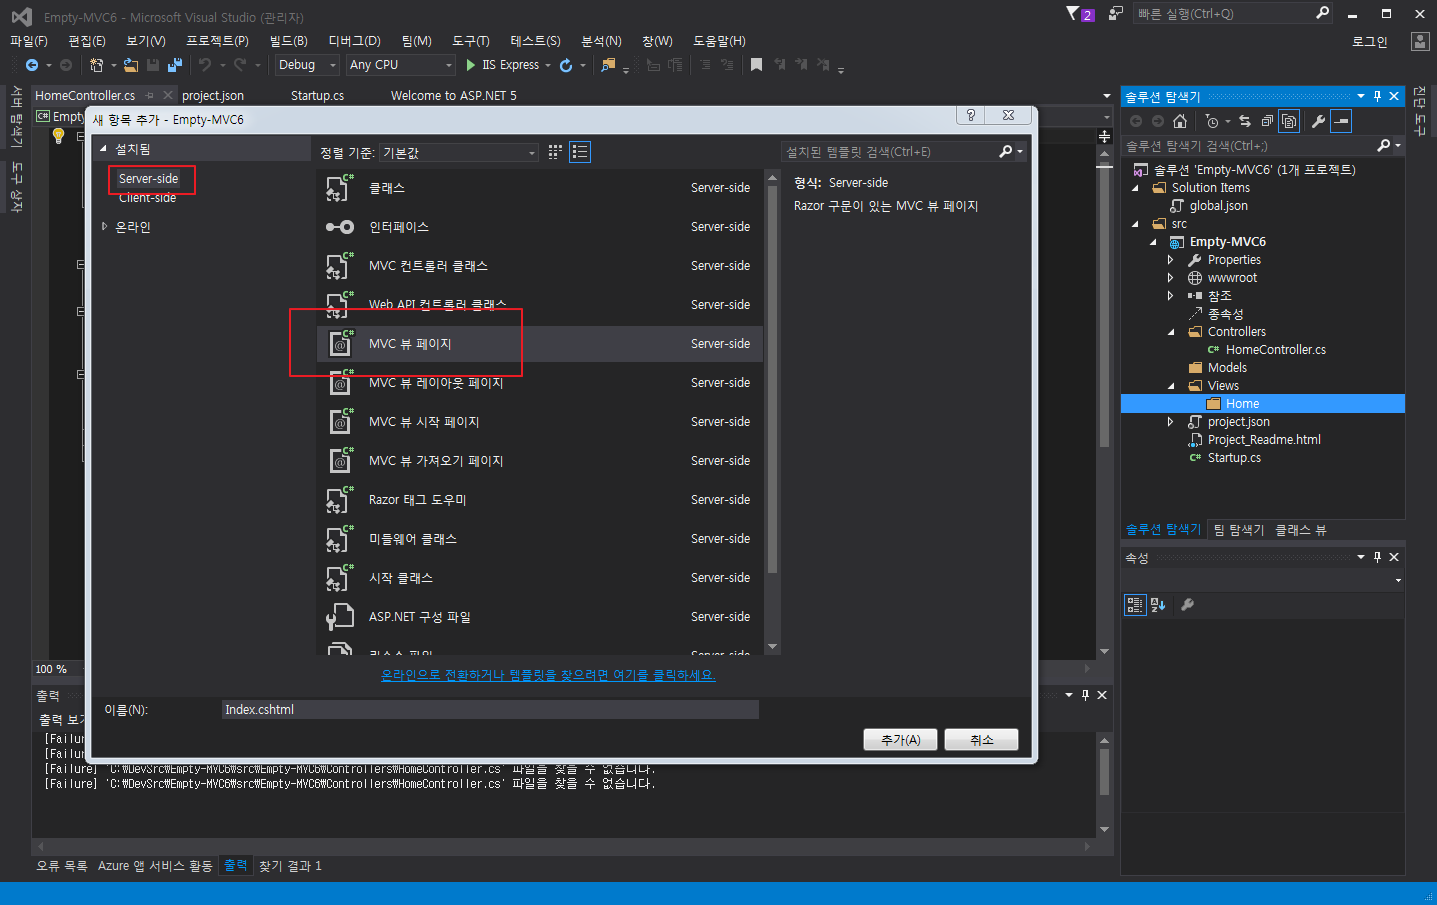 Empty-MVC6 - Microsoft Visual Studio (관리자)
2
빠른 실행(Ctrl+Q)
파일(F) 편집(E) 보기(V) 프로젝트(P) 빌드(B) 디버그(D) 팀(M) 도구(T) 테스트(S) 분석(N) 창(W) 도움말(H)
로그인
Debug Any CPU IIS Express
서버 탐색기
도구 상자
HomeController.cs project.json Startup.cs Welcome to ASP.NET 5
C# Empty
새 항목 추가 - Empty-MVC6
설치됨
Server-side
Client-side
온라인
정렬 기준: 기본값
설치된 템플릿 검색(Ctrl+E)
클래스 Server-side
인터페이스 Server-side
MVC 컨트롤러 클래스 Server-side
Web API 컨트롤러 클래스 Server-side
MVC 뷰 페이지 Server-side
MVC 뷰 레이아웃 페이지 Server-side
MVC 뷰 시작 페이지 Server-side
MVC 뷰 가져오기 페이지 Server-side
Razor 태그 도우미 Server-side
미들웨어 클래스 Server-side
시작 클래스 Server-side
ASP.NET 구성 파일 Server-side
리소스 파일 Server-side
형식: Server-side
Razor 구문이 있는 MVC 뷰 페이지
온라인으로 전환하거나 템플릿을 찾으려면 여기를 클릭하세요.
이름(N): Index.cshtml
추가(A) 취소
100 %
출력
출력 보기
[Failur
[Failur
[Failure] 'C:₩DevSrc₩Empty-MVC6₩src₩Empty-MVC6₩Controllers₩HomeController.cs' 파일을 찾을 수 없습니다.
[Failure] 'C:₩DevSrc₩Empty-MVC6₩src₩Empty-MVC6₩Controllers₩HomeController.cs' 파일을 찾을 수 없습니다.
오류 목록 Azure 앱 서비스 활동 출력 찾기 결과 1
솔루션 탐색기
솔루션 탐색기 검색(Ctrl+;)
솔루션 'Empty-MVC6' (1개 프로젝트)
Solution Items
global.json
src
Empty-MVC6
Properties
wwwroot
참조
종속성
Controllers
C# HomeController.cs
Models
Views
Home
project.json
Project_Readme.html
C# Startup.cs
솔루션 탐색기 팀 탐색기 클래스 뷰
속성
진단 도구